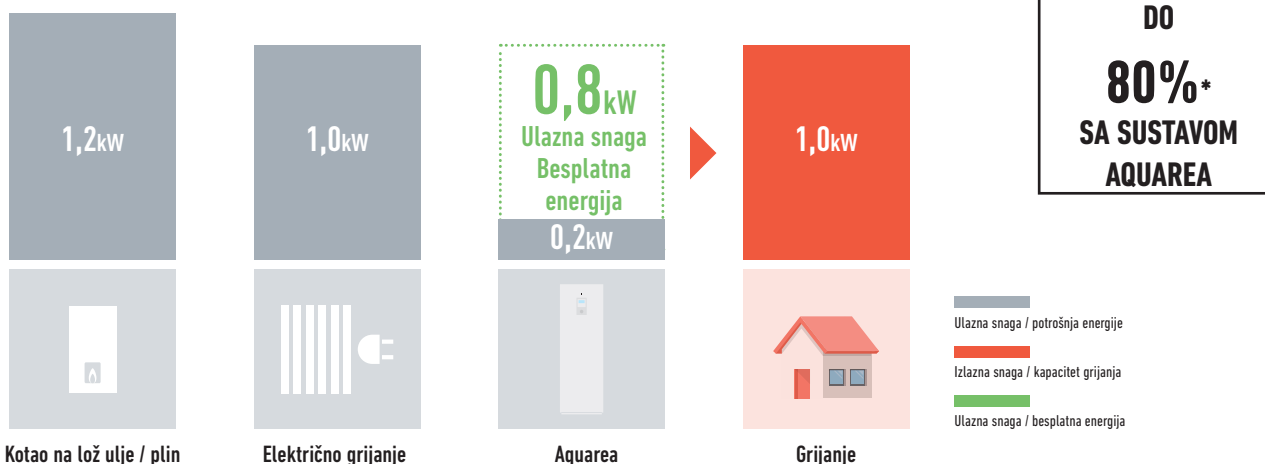 DO
80%*
SA SUSTAVOM
AQUAREA
1,2kW
1,0kW
0,8kW
Ulazna snaga
Besplatna
energija
0,2kW
1,0kW
Ulazna snaga / potrošnja energije
Izlazna snaga / kapacitet grijanja
Ulazna snaga / besplatna energija
Kotao na lož ulje / plin
Električno grijanje
Aquarea
Grijanje